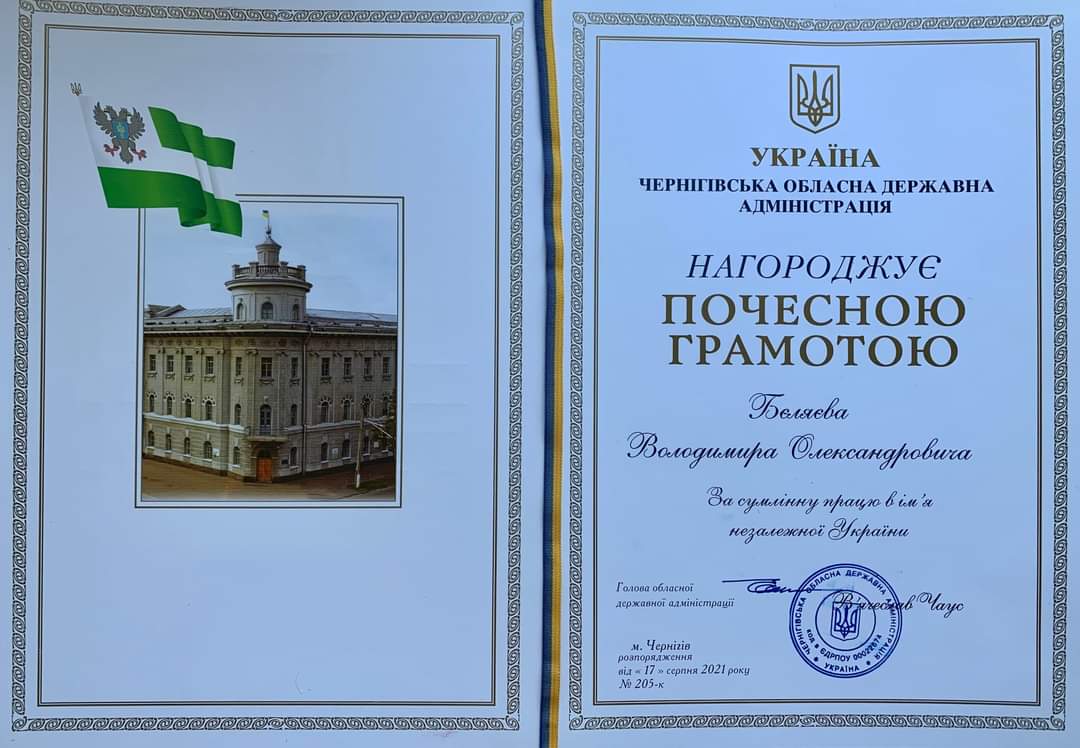 УКРАЇНА
ЧЕРНІГІВСЬКА ОБЛАСНА ДЕРЖАВНА
АДМІНІСТРАЦІЯ
НАГОРОДЖУЄ
ПОЧЕСНОЮ
ГРАМОТОЮ
Бєляєва
Володимира Олександровича
За сумлінну працю в ім'я
незалежної України
Голова обласної
державної адміністрації
В'ячеслав Чаус
ЧЕРНІГІВСЬКА ОБЛАСНА ДЕРЖАВНА АДМІНІСТРАЦІЯ
УКРАЇНА
м. Чернігів
розпорядження
від « 17 » серпня 2021 року
№ 205-к